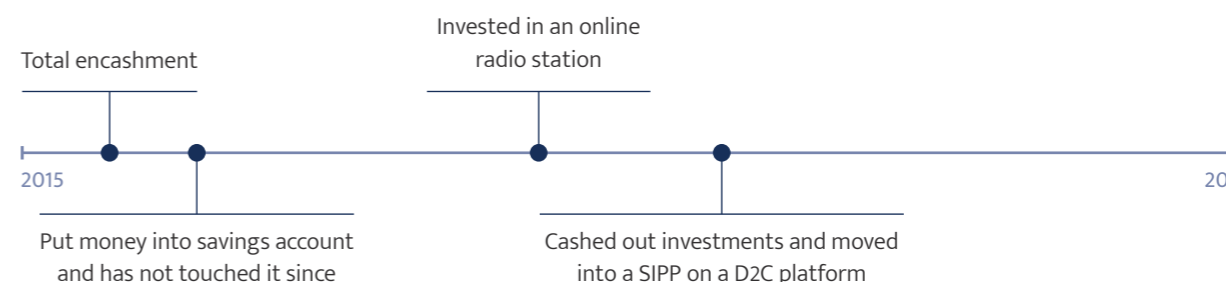 Invested in an online
radio station
Total encashment
2015
20
Put money into savings account
and has not touched it since
Cashed out investments and moved
into a SIPP on a D2C platform